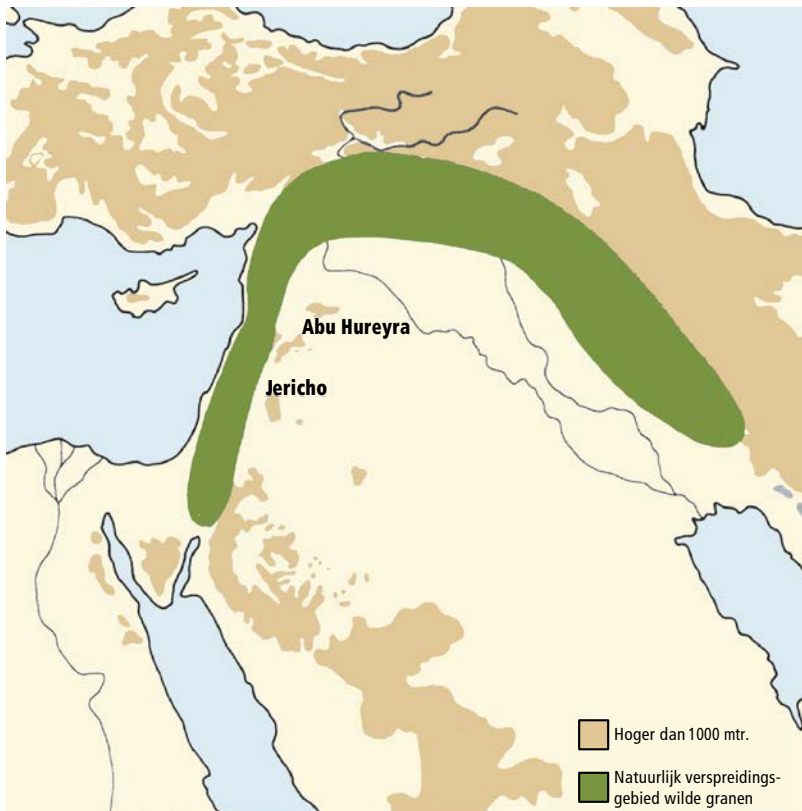 Abu Hureyra
Jericho
Hoger dan 1000 mtr.
Natuurlijk verspreidings-
gebied wilde granen